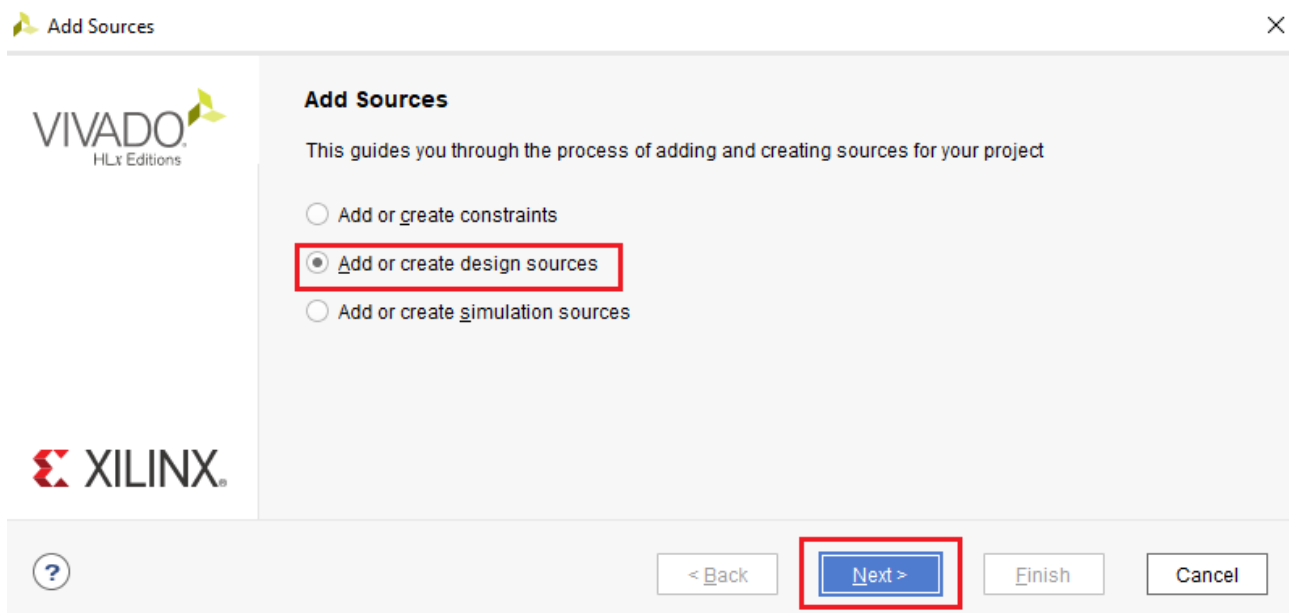 Add Sources
VIVADO.
HLx Editions
Add Sources
This guides you through the process of adding and creating sources for your project
Add or create constraints
Add or create design sources
Add or create simulation sources
XILINX.
?
< Back
Next >
Finish
Cancel